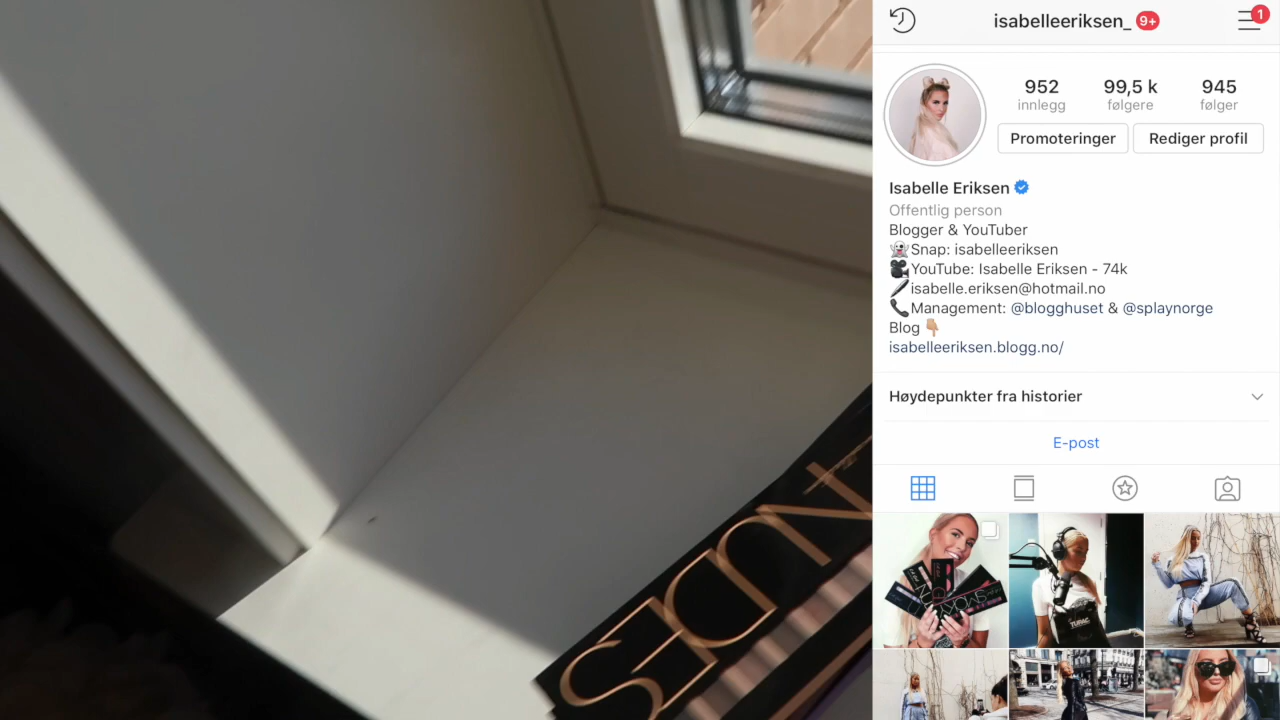 isabelleeriksen_ 9+
1
952 99,5 k 945
innlegg følgere følger
Promoteringer Rediger profil
Isabelle Eriksen
Offentlig person
Blogger & YouTuber
👻Snap: isabelleeriksen
🎥YouTube: Isabelle Eriksen - 74k
🖊isabelle.eriksen@hotmail.no
📞Management: @blogghuset & @splaynorge
Blog 👇🏼
isabelleeriksen.blogg.no/
Høydepunkter fra historier
E-post